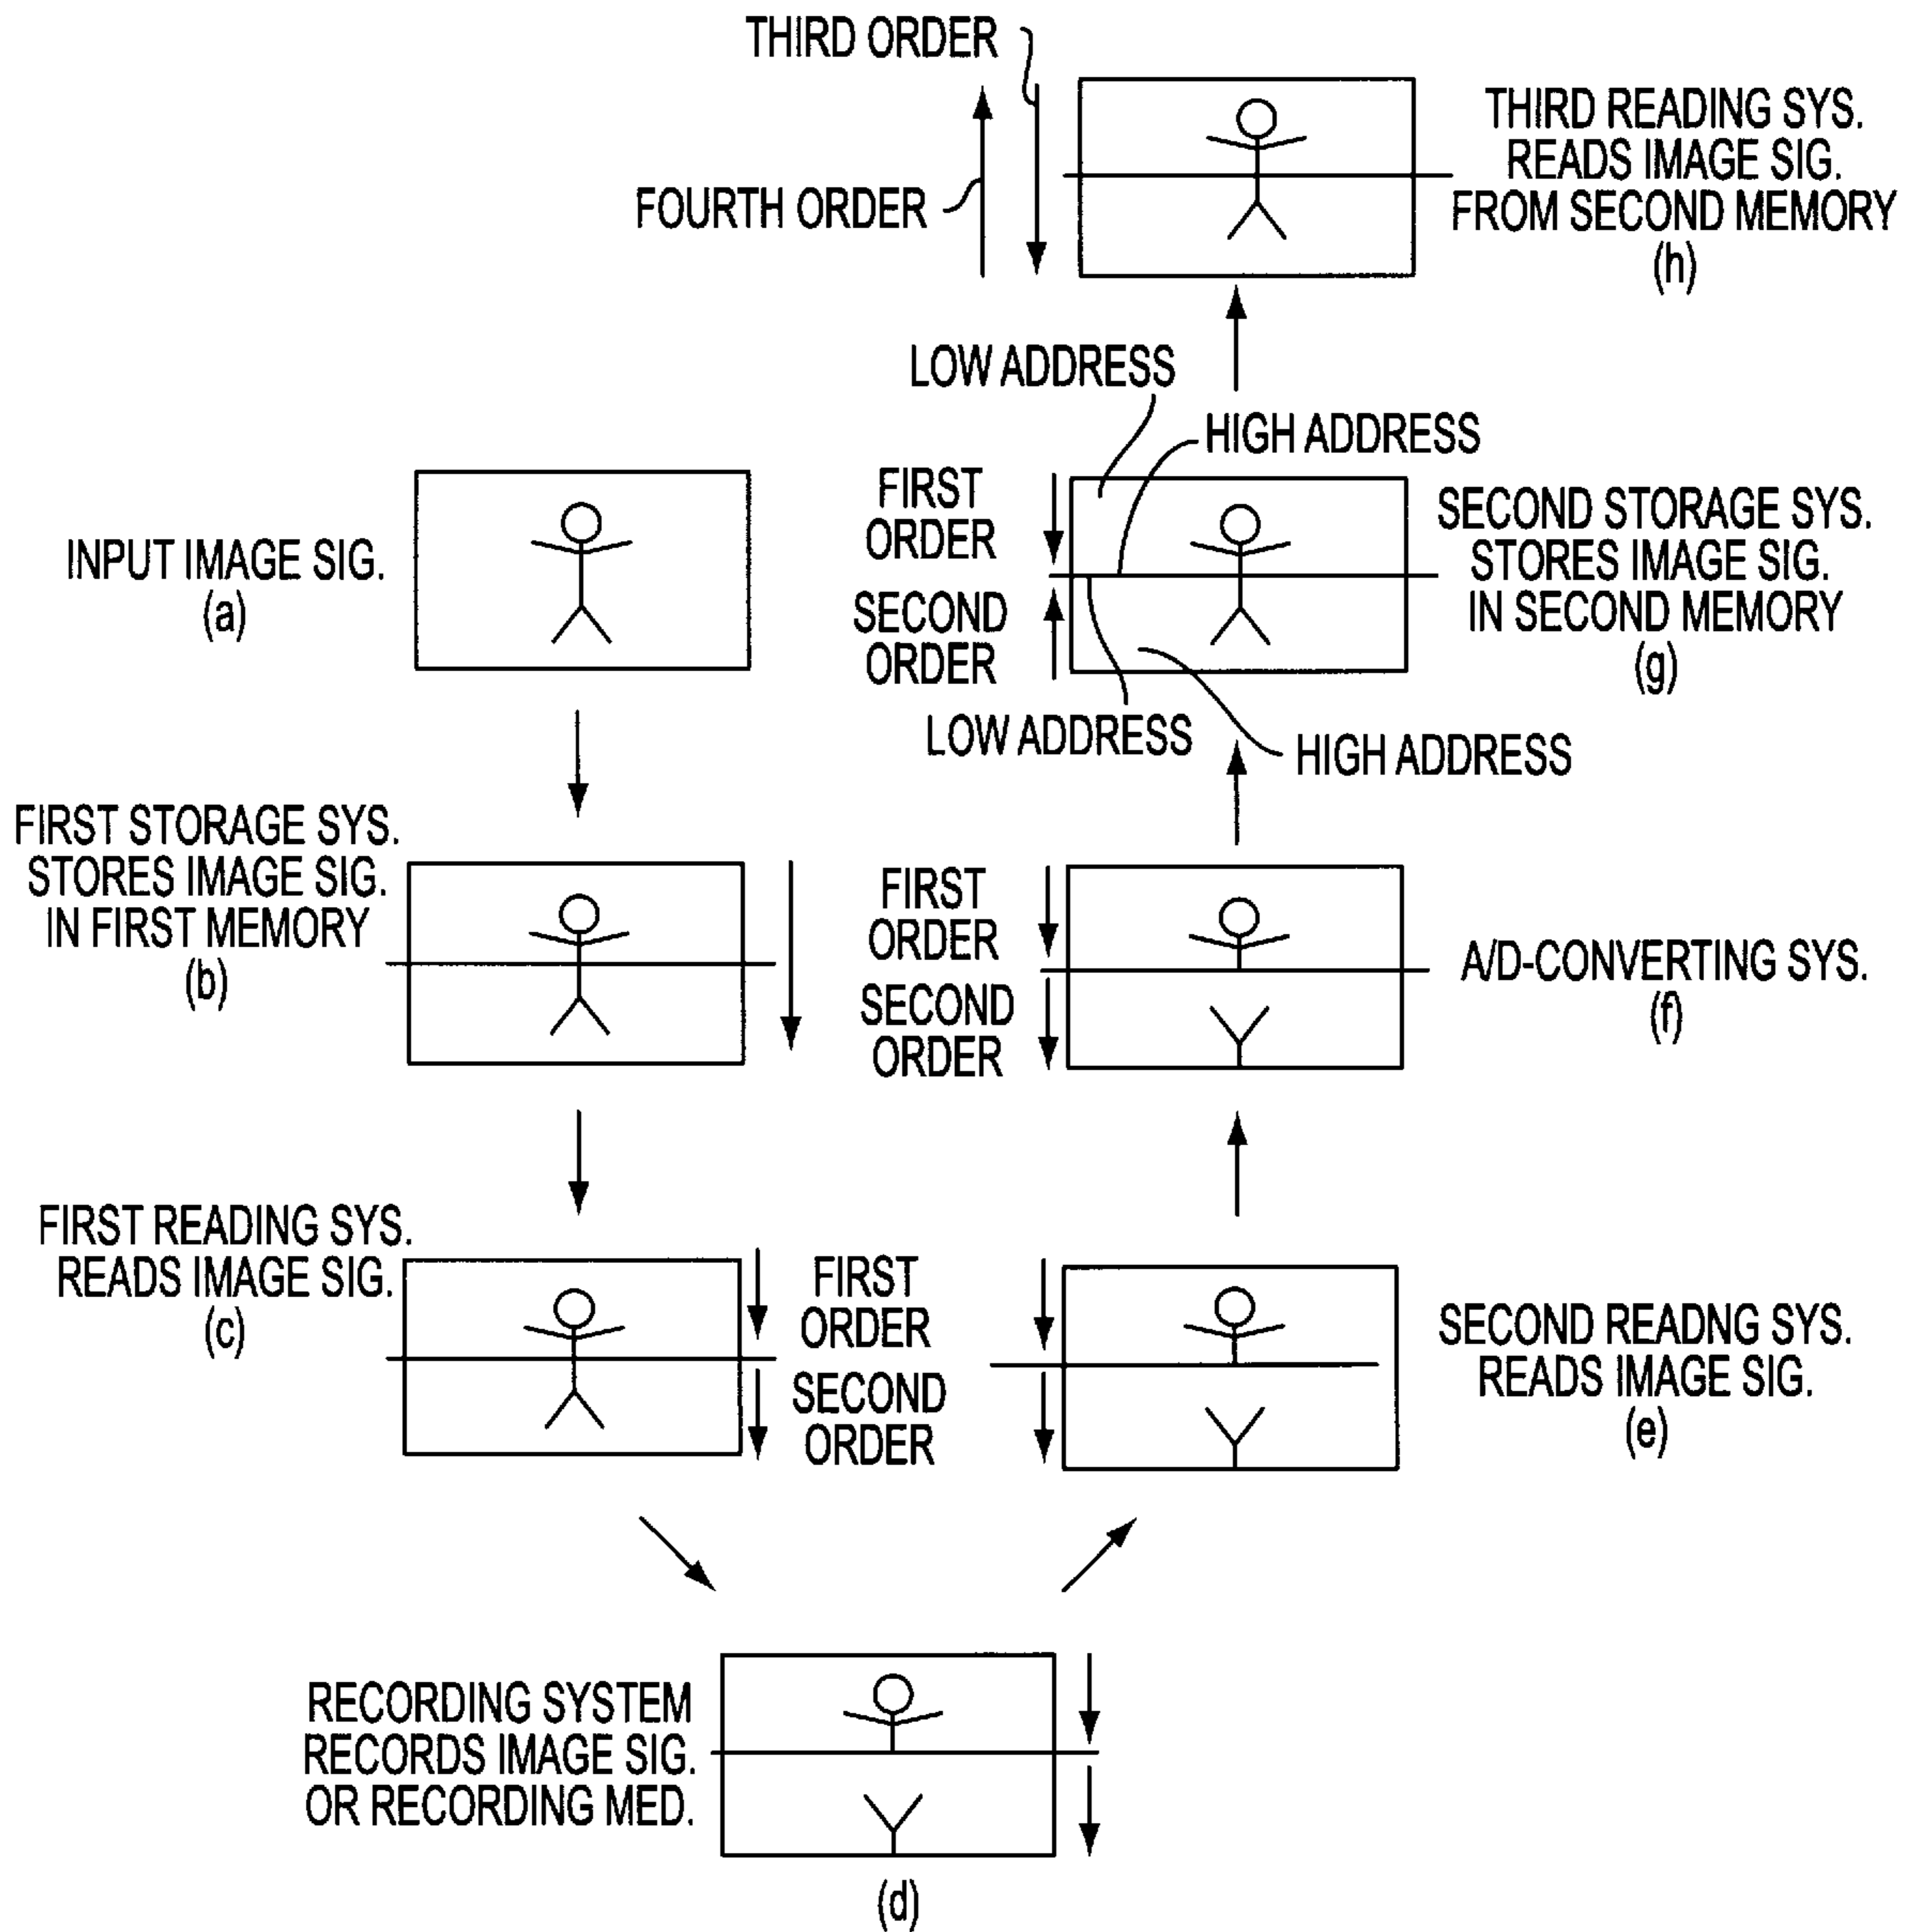 THIRD ORDER
FOURTH ORDER
THIRD READING SYS.
READS IMAGE SIG.
FROM SECOND MEMORY
(h)
LOW ADDRESS
HIGH ADDRESS
INPUT IMAGE SIG.
(a)
FIRST
ORDER
SECOND
ORDER
SECOND STORAGE SYS.
STORES IMAGE SIG.
IN SECOND MEMORY
(g)
LOW ADDRESS
HIGH ADDRESS
FIRST STORAGE SYS.
STORES IMAGE SIG.
IN FIRST MEMORY
(b)
FIRST
ORDER
SECOND
ORDER
A/D-CONVERTING SYS.
(f)
FIRST READING SYS.
READS IMAGE SIG.
(c)
FIRST
ORDER
SECOND
ORDER
SECOND READNG SYS.
READS IMAGE SIG.
(e)
RECORDING SYSTEM
RECORDS IMAGE SIG.
OR RECORDING MED.
(d)